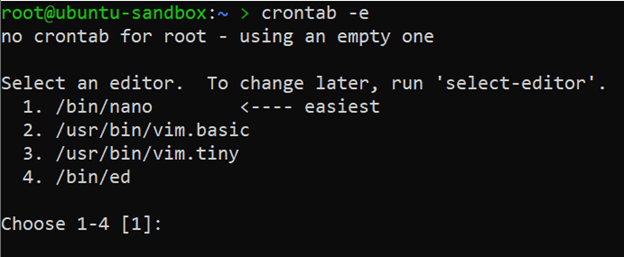 root@ubuntu-sandbox:~ > crontab -e
no crontab for root - using an empty one
Select an editor.  To change later, run 'select-editor'.
  1. /bin/nano        <---- easiest
  2. /usr/bin/vim.basic
  3. /usr/bin/vim.tiny
  4. /bin/ed
Choose 1-4 [1]: